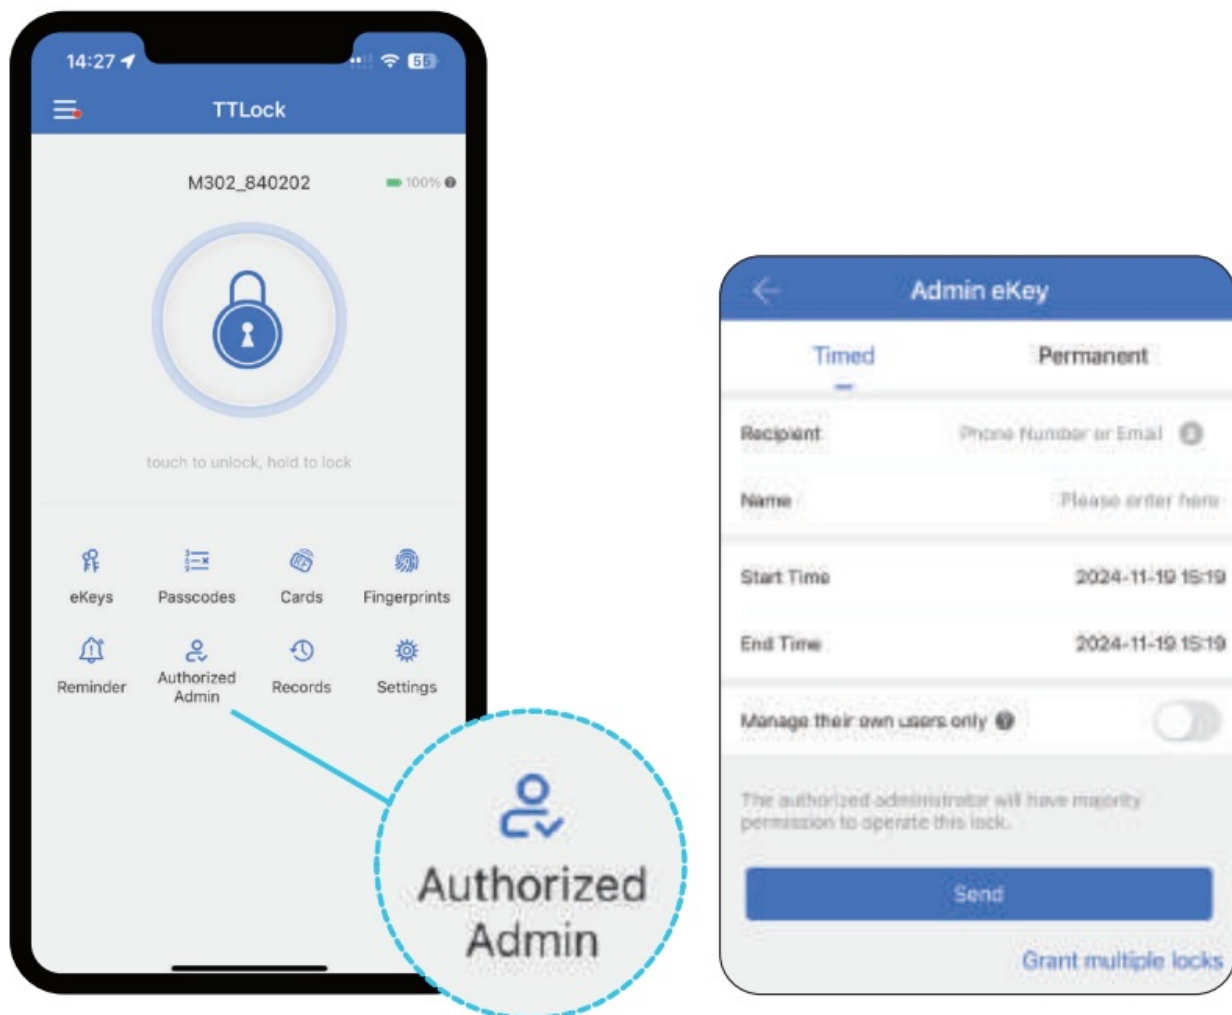 14:27
55
TTLock
M302_840202
100%
touch to unlock, hold to lock
eKeys
Passcodes
Cards
Fingerprints
Reminder
Authorized
Admin
Records
Settings
Authorized
Admin
Admin eKey
Timed
Permanent
Recipient
Phone Number or Email
Name
Please enter here
Start Time
2024-11-19 15:19
End Time
2024-11-19 15:19
Manage their own users only
The authorized administrator will have majority
permission to operate this lock.
Send
Grant multiple locks